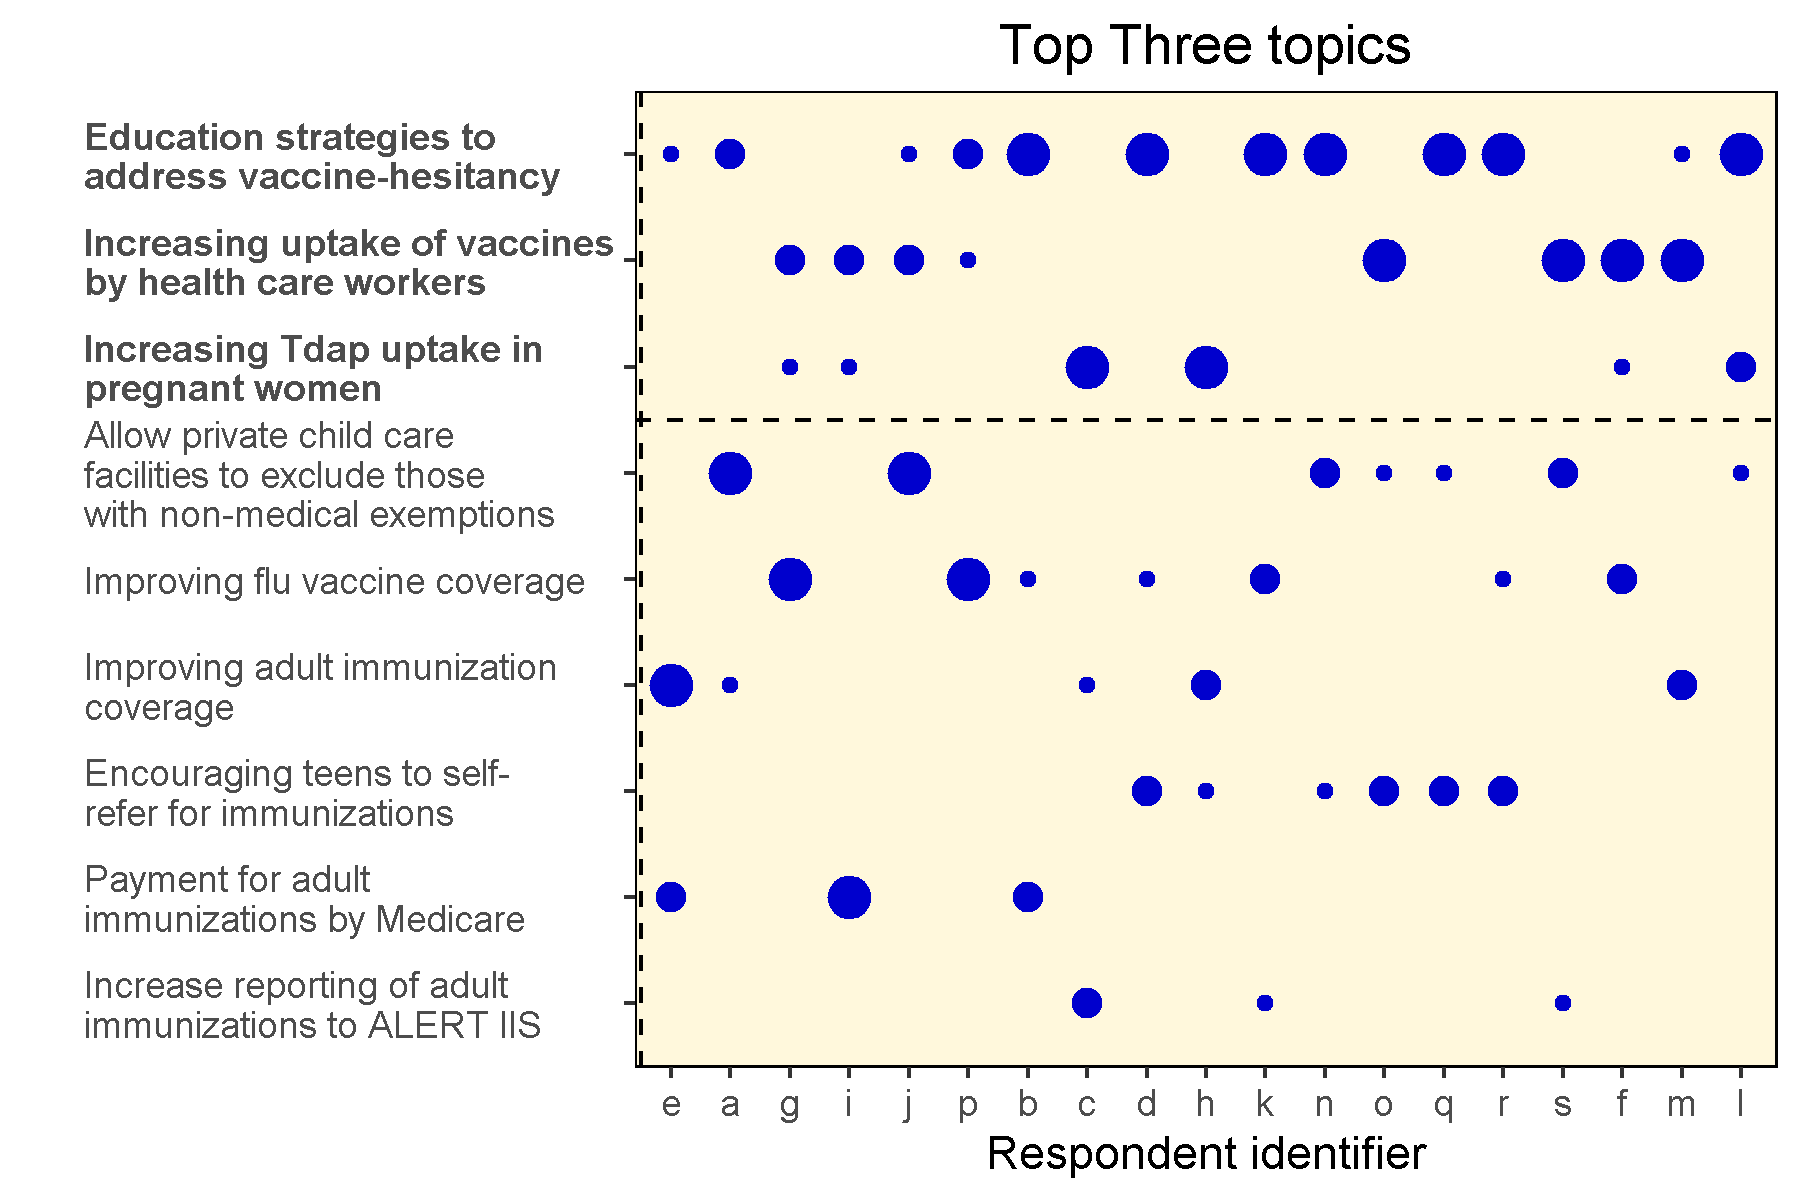 Top Three topics
Education strategies to
address vaccine-hesitancy
Increasing uptake of vaccines
by health care workers
Increasing Tdap uptake in
pregnant women
Allow private child care
facilities to exclude those
with non-medical exemptions
Improving flu vaccine coverage
Improving adult immunization
coverage
Encouraging teens to self-
refer for immunizations
Payment for adult
immunizations by Medicare
Increase reporting of adult
immunizations to ALERT IIS
e a g i j p b c d h k n o q r s f m l
Respondent identifier